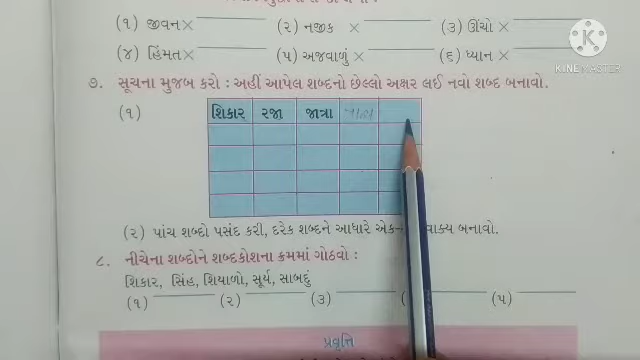 (૧) જીવન×
(૨) નજીક ×
(૩) ઊંચો ×
(૪) હિંમત×
(૫) અજવાળું ×
(૬) ધ્યાન ×
KINEMASTER
૭. સૂચના મુજબ કરો : અહીં આપેલ શબ્દનો છેલ્લો અક્ષર લઈ નવો શબ્દ બનાવો.
(૧) શિકાર રજા જાત્રા
(૨) પાંચ શબ્દો પસંદ કરી, દરેક શબ્દને આધારે એક- વાક્ય બનાવો.
૮. નીચેના શબ્દોને શબ્દકોશના ક્રમમાં ગોઠવો :
શિકાર, સિંહ, શિયાળો, સૂર્ય, સાબદું
(૧) (૨) (૩) (૫)
પ્રવૃત્તિ